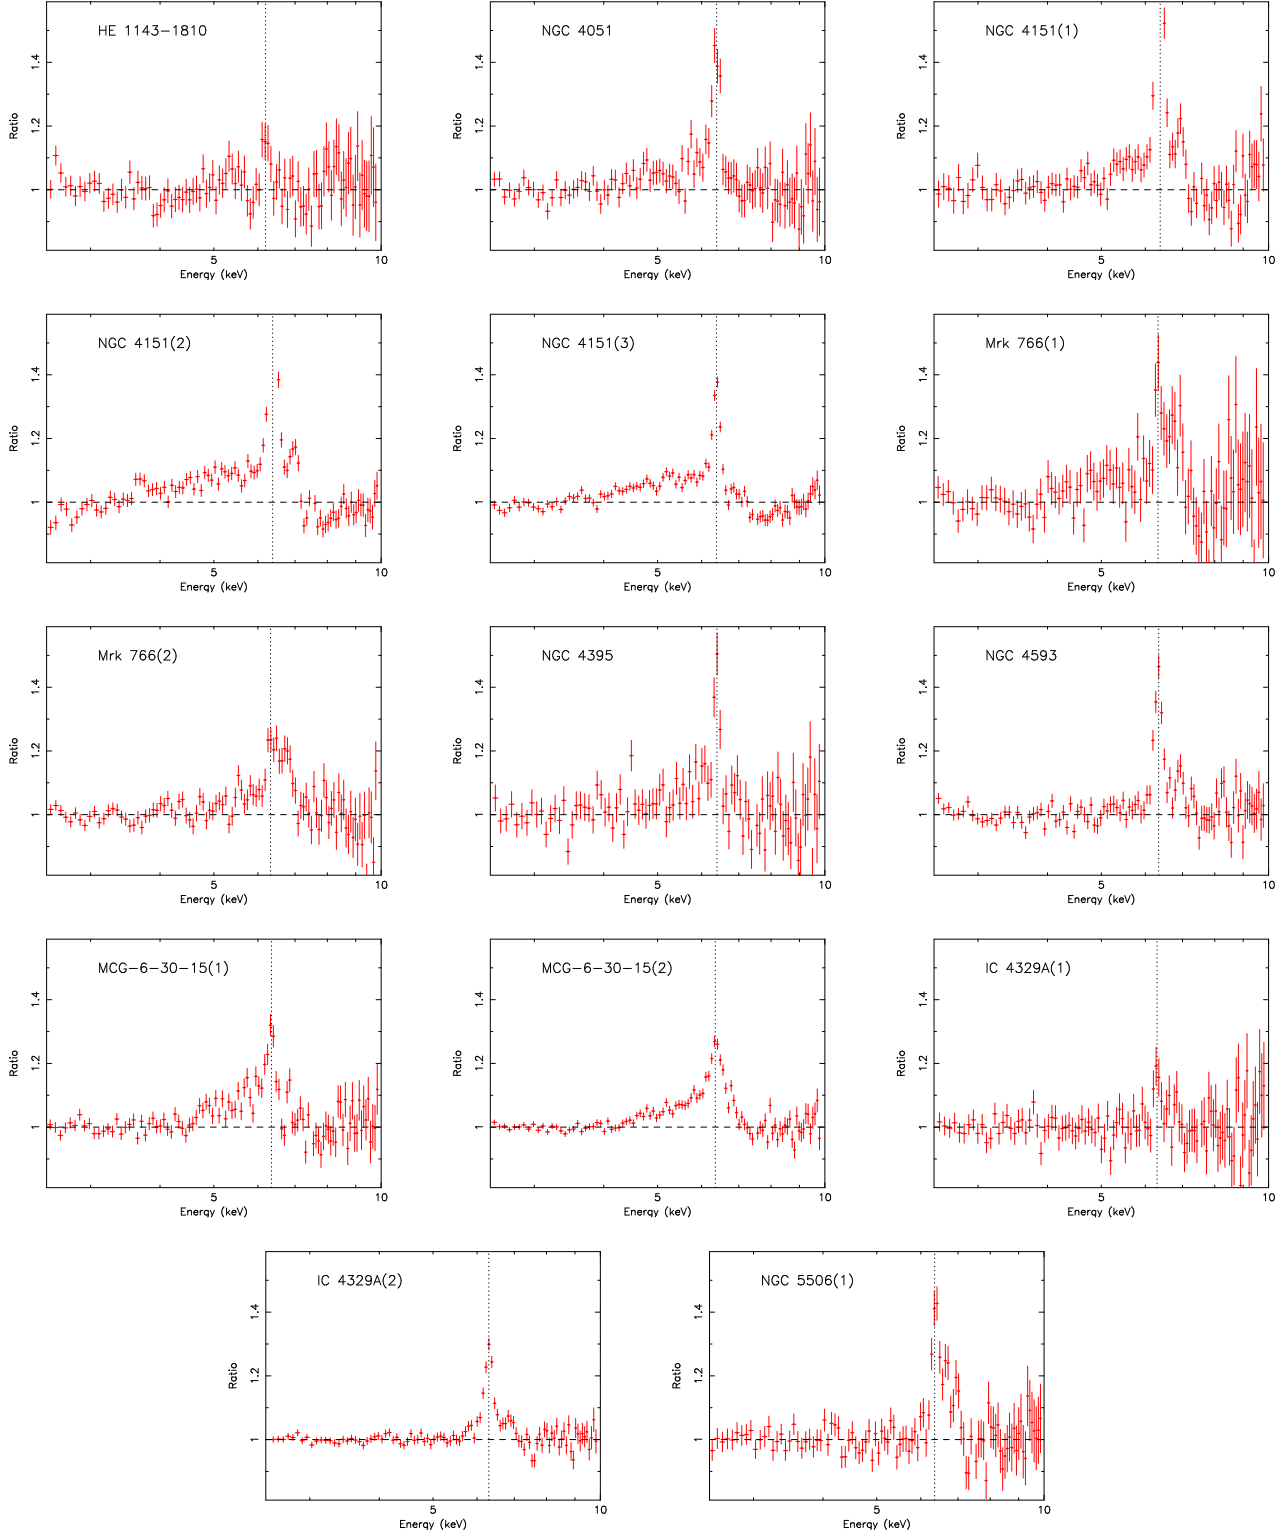 HE 1143−1810
Ratio
1 1.2 1.4
5 10
Energy (keV)
NGC 4051
Ratio
1 1.2 1.4
5 10
Energy (keV)
NGC 4151(1)
Ratio
1 1.2 1.4
5 10
Energy (keV)
NGC 4151(2)
Ratio
1 1.2 1.4
5 10
Energy (keV)
NGC 4151(3)
Ratio
1 1.2 1.4
5 10
Energy (keV)
Mrk 766(1)
Ratio
1 1.2 1.4
5 10
Energy (keV)
Mrk 766(2)
Ratio
1 1.2 1.4
5 10
Energy (keV)
NGC 4395
Ratio
1 1.2 1.4
5 10
Energy (keV)
NGC 4593
Ratio
1 1.2 1.4
5 10
Energy (keV)
MCG−6−30−15(1)
Ratio
1 1.2 1.4
5 10
Energy (keV)
MCG−6−30−15(2)
Ratio
1 1.2 1.4
5 10
Energy (keV)
IC 4329A(1)
Ratio
1 1.2 1.4
5 10
Energy (keV)
IC 4329A(2)
Ratio
1 1.2 1.4
5 10
Energy (keV)
NGC 5506(1)
Ratio
1 1.2 1.4
5 10
Energy (keV)